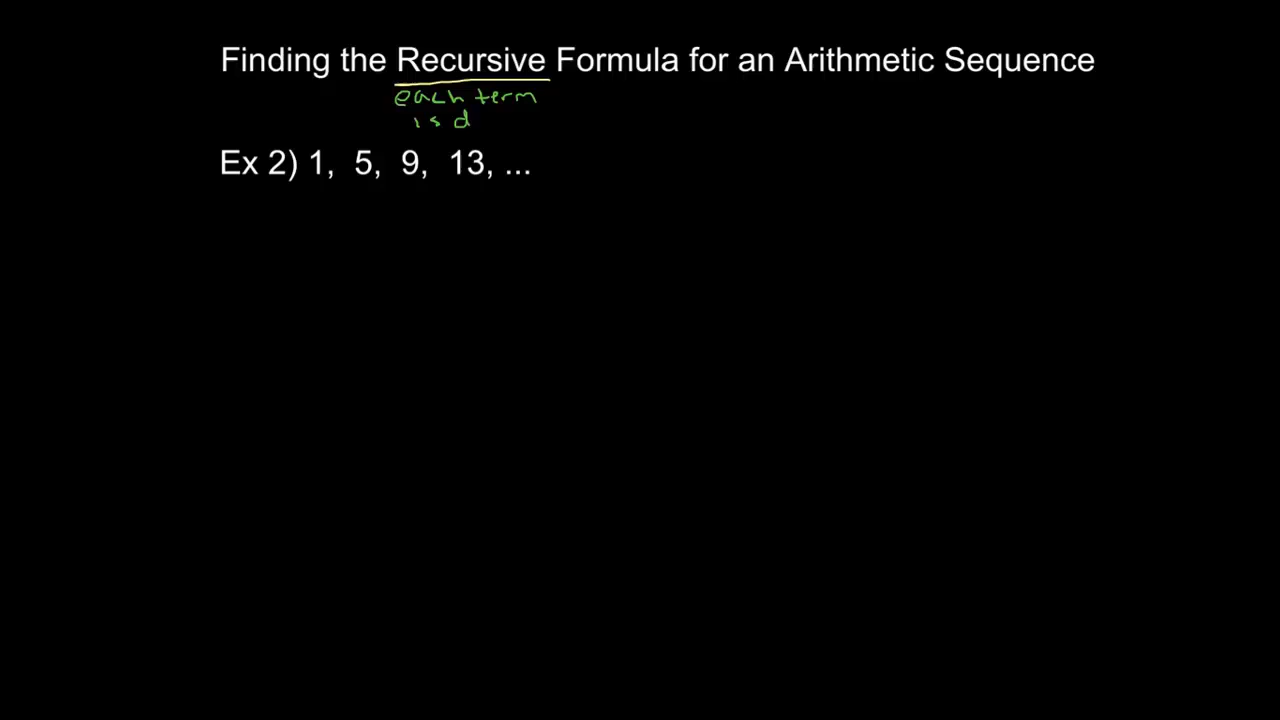 Finding the Recursive Formula for an Arithmetic Sequence
each term
is d
Ex 2) 1, 5, 9, 13, ...